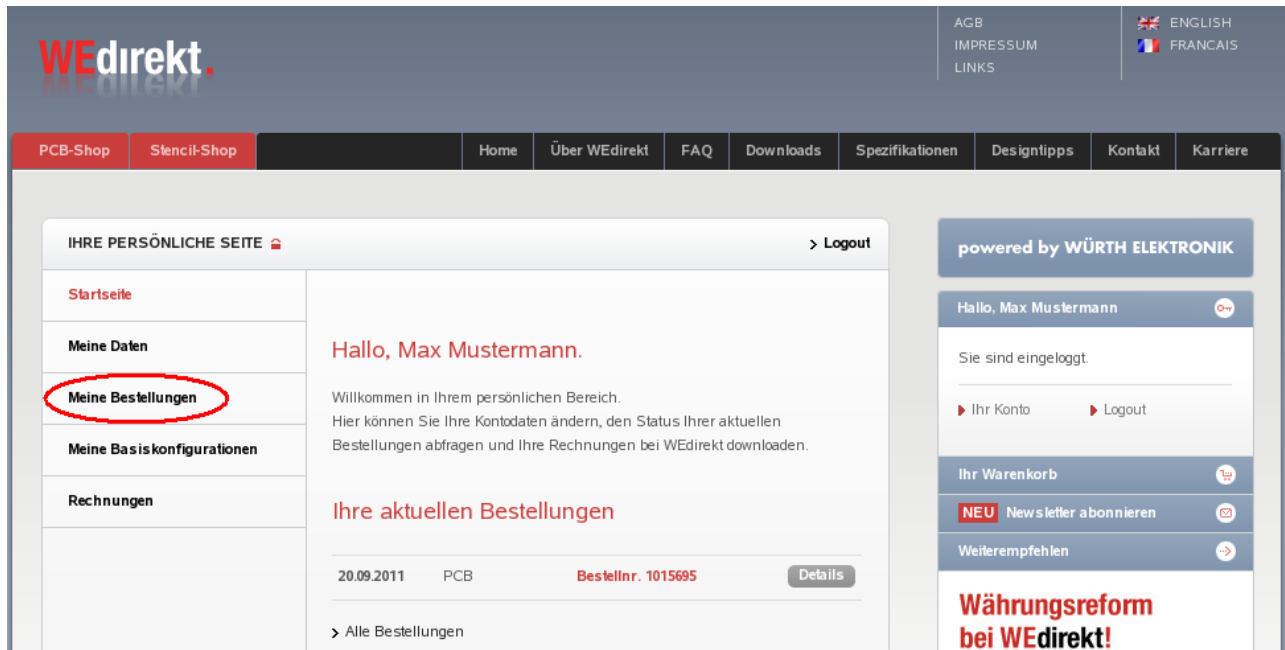 WEdirekt.
AGB
IMPRESSUM
LINKS
ENGLISH
FRANCAIS
PCB-Shop
Stencil-Shop
Home
Über WEdirekt
FAQ
Downloads
Spezifikationen
Designtipps
Kontakt
Karriere
IHRE PERSÖNLICHE SEITE
Logout
Startseite
Meine Daten
Meine Bestellungen
Meine Basiskonfigurationen
Rechnungen
Hallo, Max Mustermann.
Willkommen in Ihrem persönlichen Bereich.
Hier können Sie Ihre Kontodaten ändern, den Status Ihrer aktuellen
Bestellungen abfragen und Ihre Rechnungen bei WEdirekt downloaden.
Ihre aktuellen Bestellungen
20.09.2011 PCB Bestellnr. 1015695 Details
Alle Bestellungen
powered by WÜRTH ELEKTRONIK
Hallo, Max Mustermann
Sie sind eingeloggt.
Ihr Konto
Logout
Ihr Warenkorb
NEU Newsletter abonnieren
Weiterempfehlen
Währungsreform
bei WEdirekt!